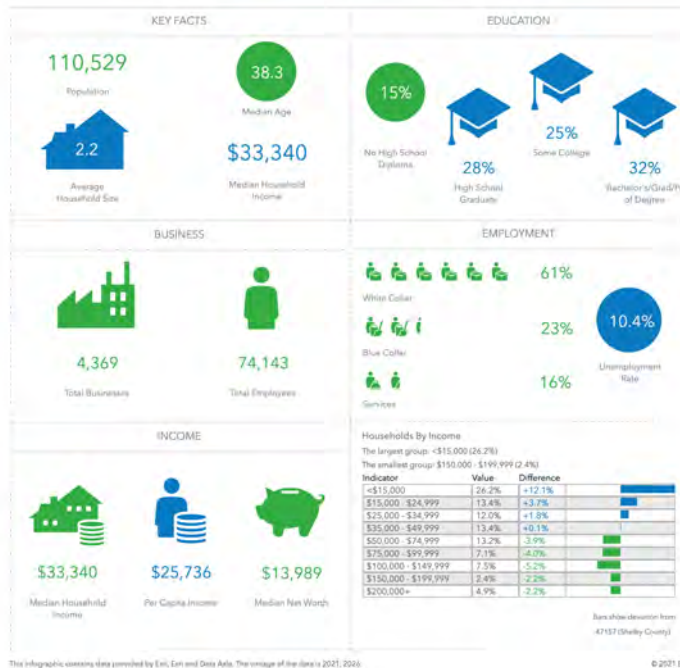 KEY FACTS
110,529
Population
38.3
Median Age
2.2
Average
Household Size
$33,340
Median Household
Income
EDUCATION
15%
No High School
Diploma
28%
High School
Graduate
25%
Some College
32%
Bachelor's/Grad/Pr
of Degree
BUSINESS
4,369
Total Businesses
74,143
Total Employees
EMPLOYMENT
61%
White Collar
23%
Blue Collar
16%
Services
10.4%
Unemployment
Rate
INCOME
$33,340
Median Household
Income
$25,736
Per Capita Income
$13,989
Median Net Worth
Households By Income
The largest group: <$15,000 (26.2%)
The smallest group: $150,000 - $199,999 (2.4%)
Indicator Value Difference
<$15,000 26.2% +12.1%
$15,000 - $24,999 13.4% +3.7%
$25,000 - $34,999 12.0% +1.8%
$35,000 - $49,999 13.4% +0.1%
$50,000 - $74,999 13.2% -3.9%
$75,000 - $99,999 7.1% -4.0%
$100,000 - $149,999 7.5% -5.2%
$150,000 - $199,999 2.4% -2.2%
$200,000+ 4.9% -2.2%
Bars show deviation from
47157 (Shelby County)
This infographic contains data provided by Esri, Esri and Data Axle. The vintage of the data is 2021, 2026.
© 2021